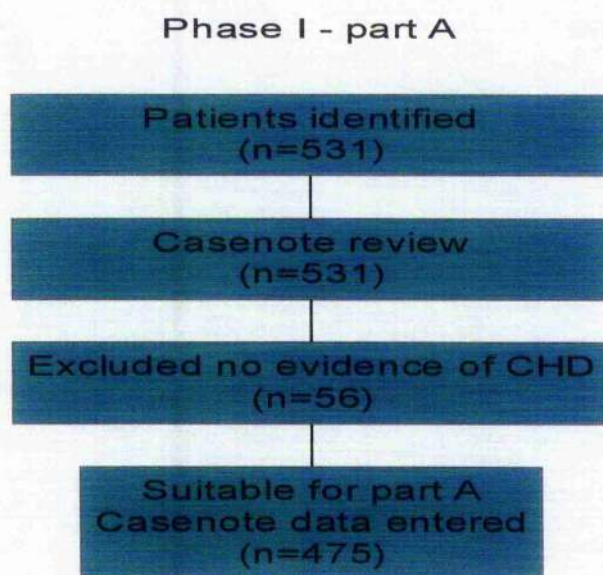 Phase I - part A
Patients identified
(n=531)
Casenote review
(n=531)
Excluded no evidence of CHD
(n=56)
Suitable for part A
Casenote data entered
(n=475)